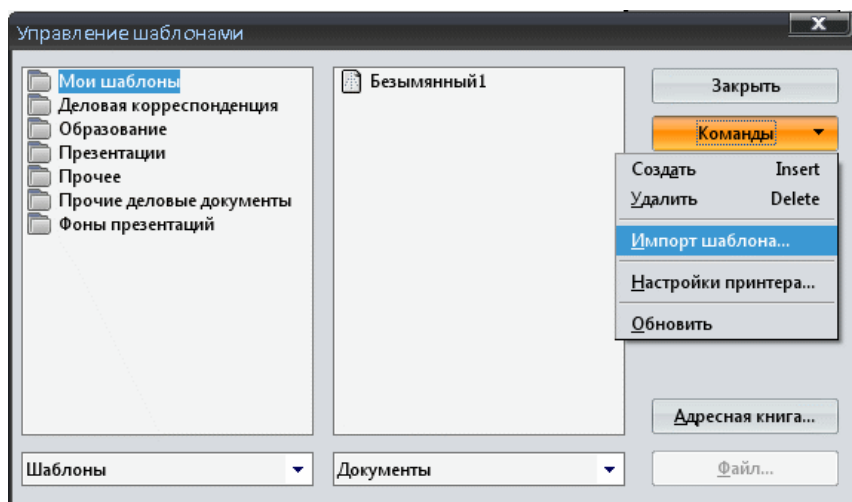 Управление шаблонами
X
Мои шаблоны
Деловая корреспонденция
Образование
Презентации
Прочее
Прочие деловые документы
Фоны презентаций
Безымянный1
Закрыть
Команды
Создать Insert
Удалить Delete
Импорт шаблона...
Настройки принтера...
Обновить
Адресная книга...
Шаблоны
Документы
Файл...